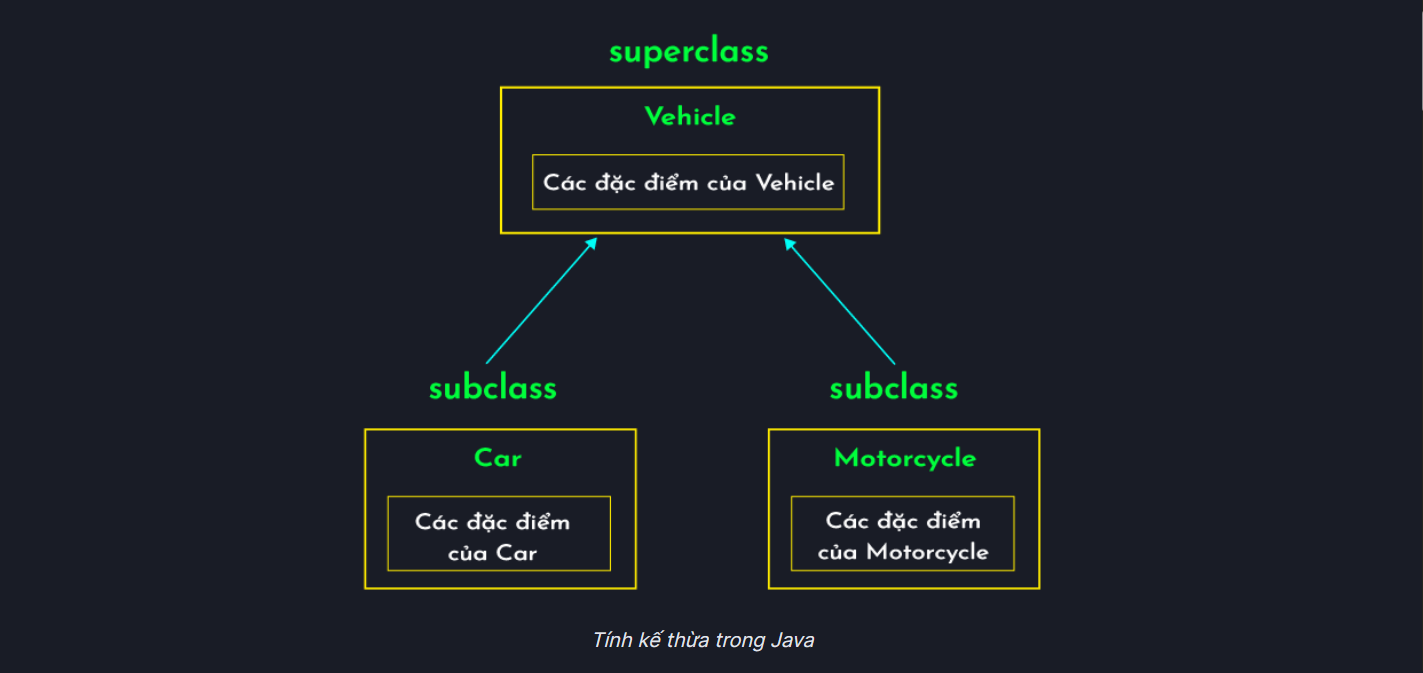 superclass
Vehicle
Các đặc điểm của Vehicle
subclass
subclass
Car
Motorcycle
Các đặc điểm
của Car
Các đặc điểm
của Motorcycle
Tính kế thừa trong Java